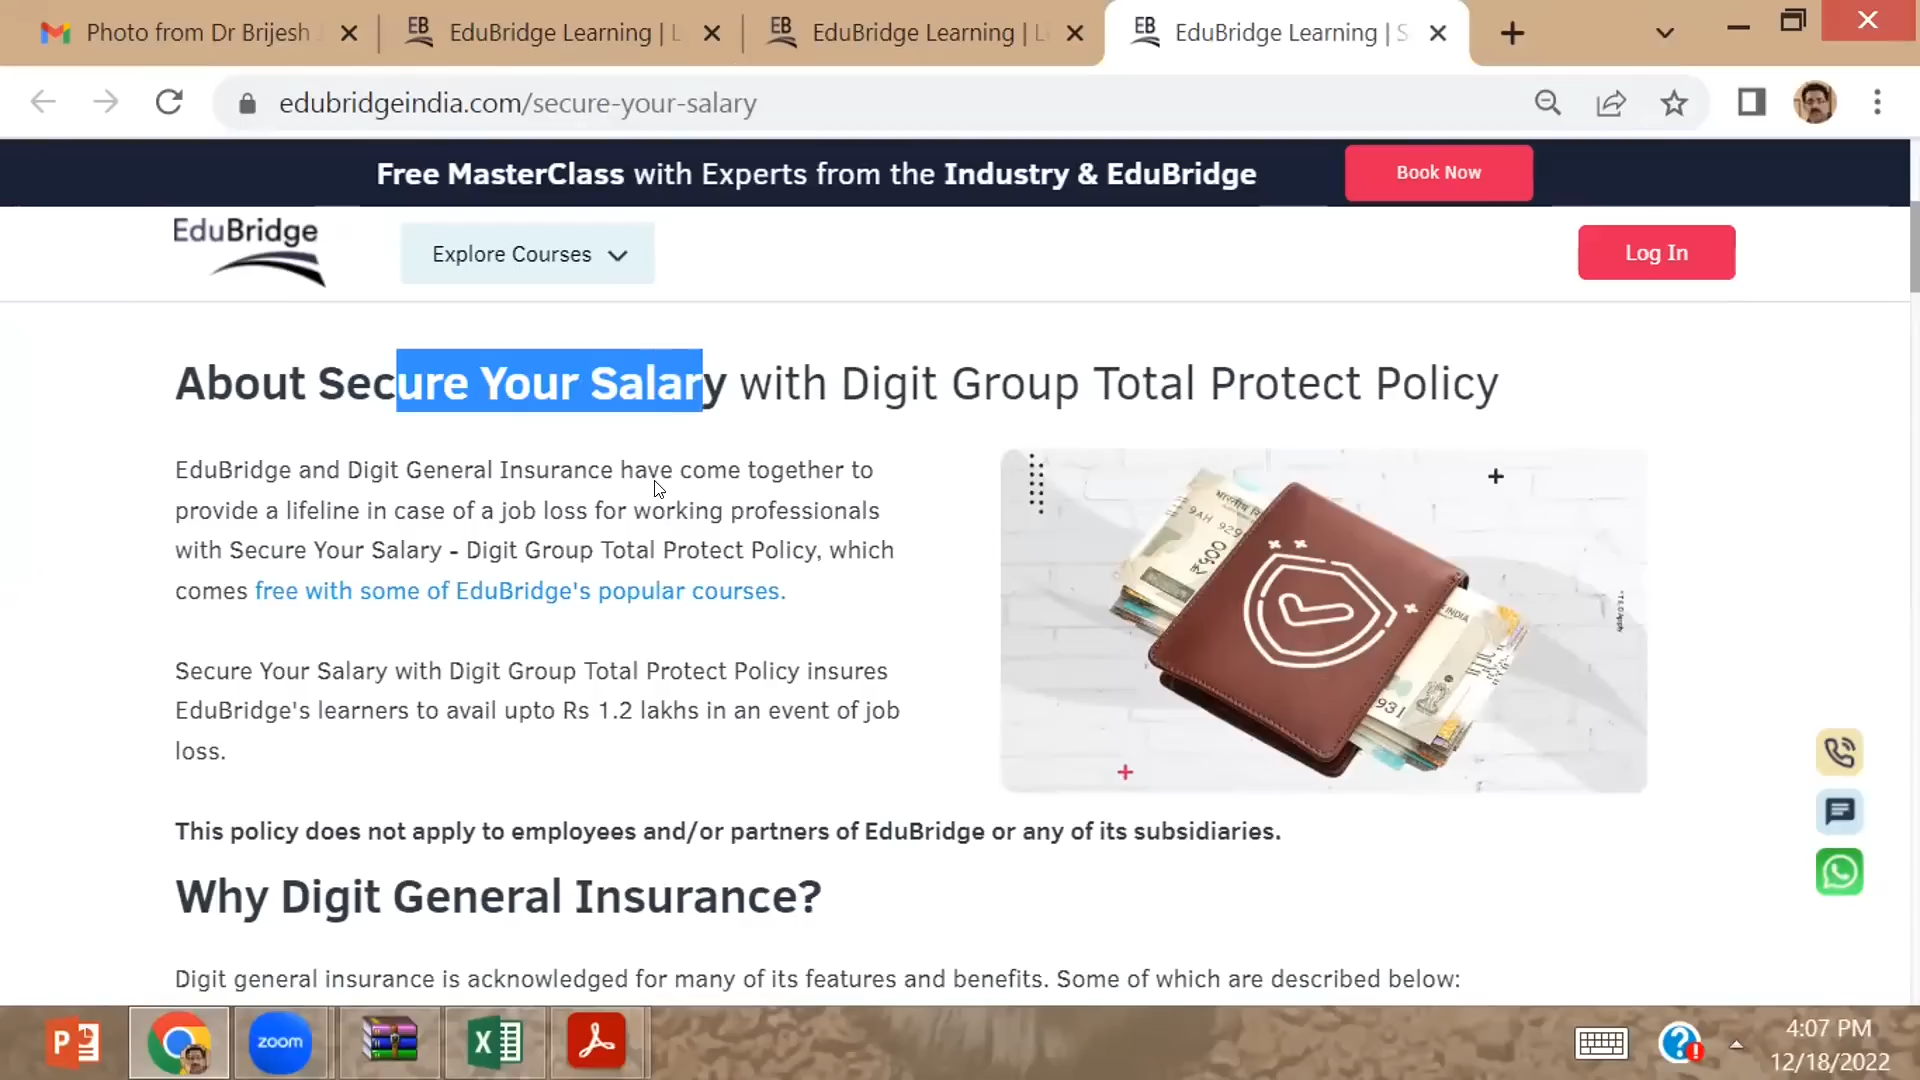 Photo from Dr Brijesh
EduBridge Learning | L
EduBridge Learning | L
EduBridge Learning | S
edubridgeindia.com/secure-your-salary
Free MasterClass with Experts from the Industry & EduBridge
Book Now
EduBridge
Explore Courses
Log In
About Secure Your Salary with Digit Group Total Protect Policy
EduBridge and Digit General Insurance have come together to
provide a lifeline in case of a job loss for working professionals
with Secure Your Salary - Digit Group Total Protect Policy, which
comes free with some of EduBridge's popular courses.
Secure Your Salary with Digit Group Total Protect Policy insures
EduBridge's learners to avail upto Rs 1.2 lakhs in an event of job
loss.
9AH 929
₹500
INDIA
931
*T&C Apply
This policy does not apply to employees and/or partners of EduBridge or any of its subsidiaries.
Why Digit General Insurance?
Digit general insurance is acknowledged for many of its features and benefits. Some of which are described below:
zoom
4:07 PM
12/18/2022